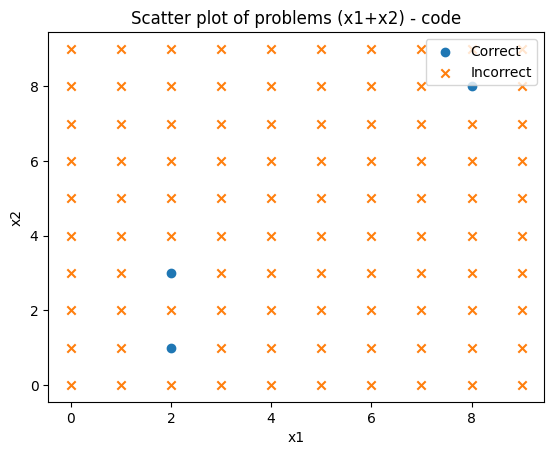 Scatter plot of problems (x1+x2) - code
Correct
Incorrect
8
6
4
2
0
x2
0 2 4 6 8
x1